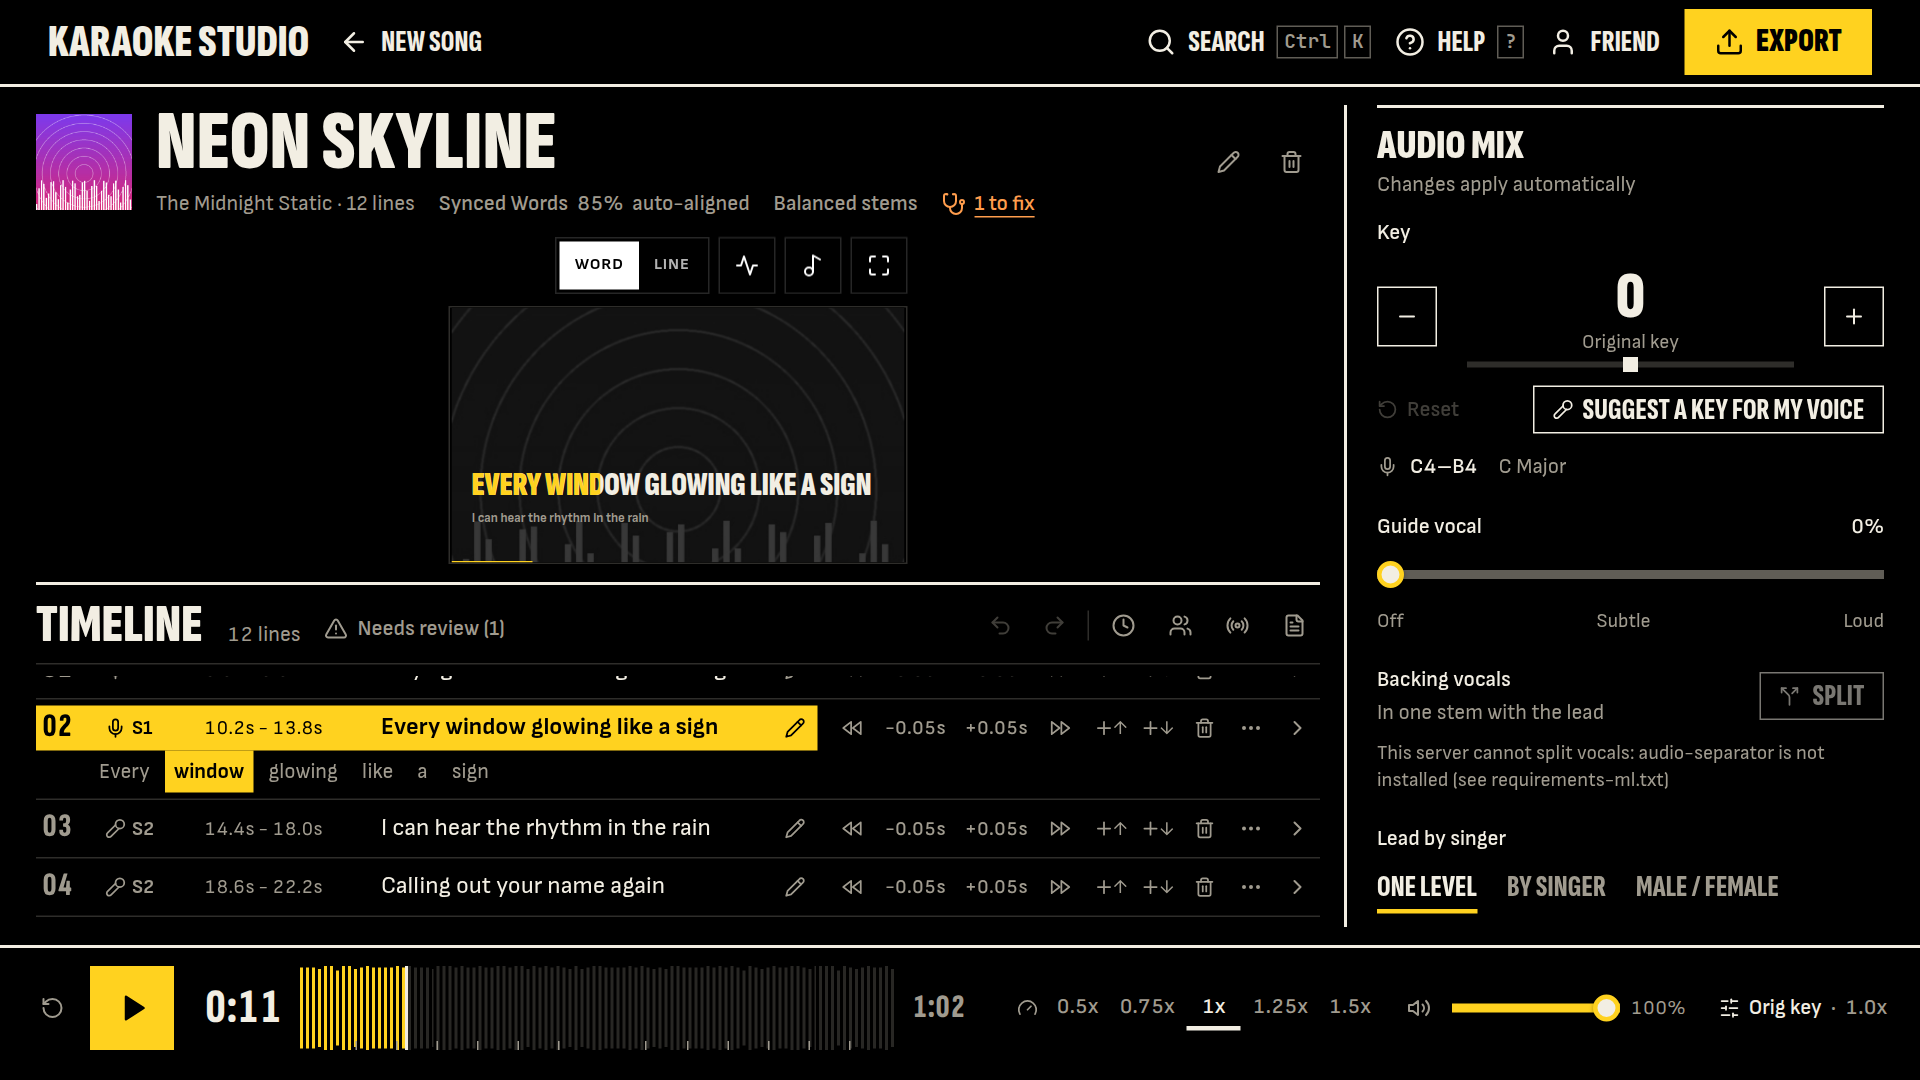 KARAOKE STUDIO
NEW SONG
SEARCH Ctrl K
HELP ?
FRIEND
EXPORT
NEON SKYLINE
The Midnight Static · 12 lines Synced Words 85% auto-aligned Balanced stems 1 to fix
WORD LINE
EVERY WINDOW GLOWING LIKE A SIGN
I can hear the rhythm in the rain
TIMELINE 12 lines Needs review (1)
02 S1 10.2s - 13.8s Every window glowing like a sign -0.05s +0.05s
Every window glowing like a sign
03 S2 14.4s - 18.0s I can hear the rhythm in the rain -0.05s +0.05s
04 S2 18.6s - 22.2s Calling out your name again -0.05s +0.05s
AUDIO MIX
Changes apply automatically
Key
0
Original key
Reset
SUGGEST A KEY FOR MY VOICE
C4–B4 C Major
Guide vocal 0%
Off Subtle Loud
Backing vocals
In one stem with the lead
SPLIT
This server cannot split vocals: audio-separator is not
installed (see requirements-ml.txt)
Lead by singer
ONE LEVEL BY SINGER MALE / FEMALE
0:11 1:02 0.5x 0.75x 1x 1.25x 1.5x 100% Orig key · 1.0x